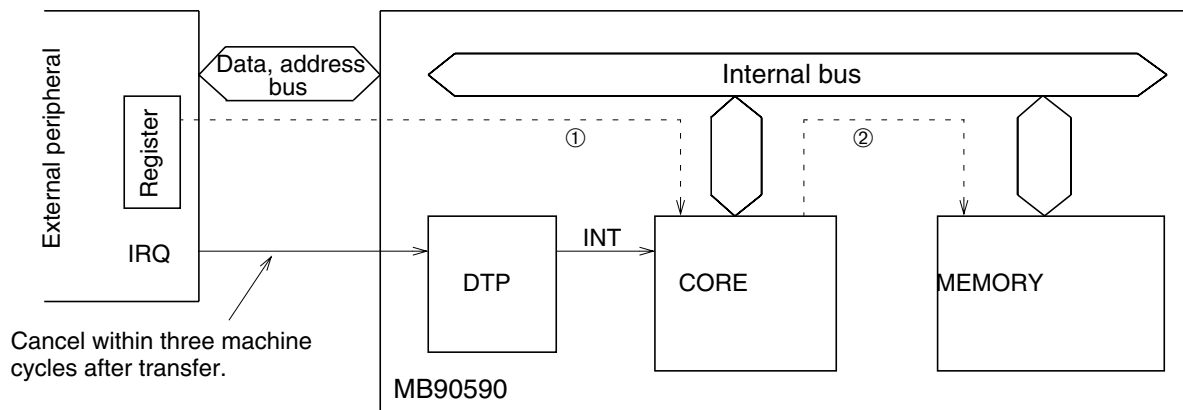 External peripheral
Register
IRQ
Data, address
bus
Internal bus
①
②
INT
DTP
CORE
MEMORY
Cancel within three machine
cycles after transfer.
MB90590